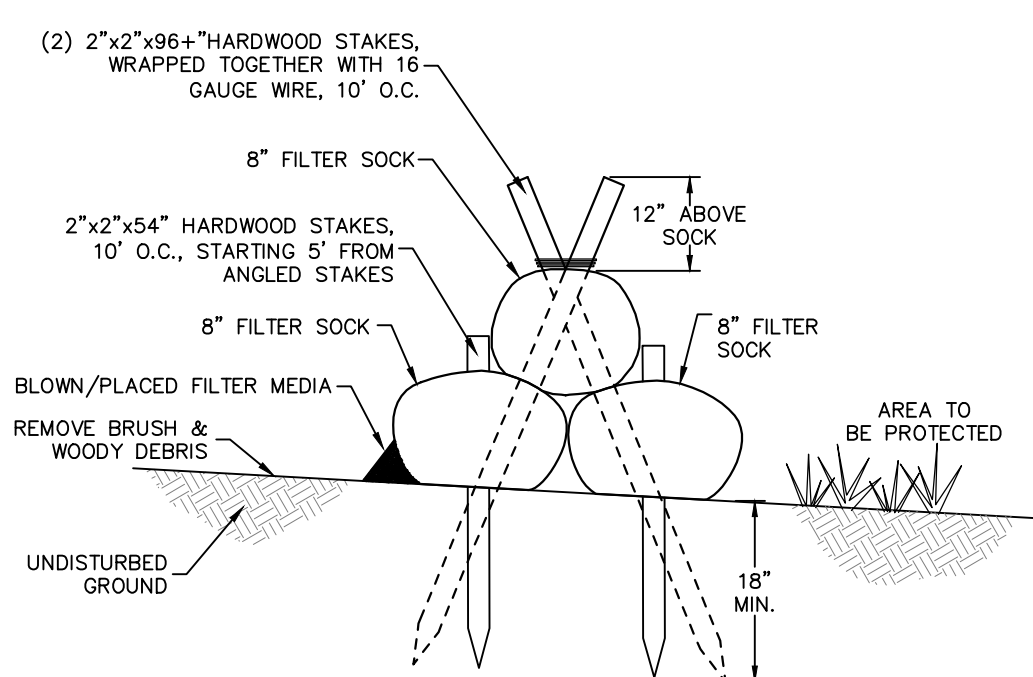 (2) 2"x2"x96+"HARDWOOD STAKES,
WRAPPED TOGETHER WITH 16
GAUGE WIRE, 10' O.C.
8" FILTER SOCK
2"x2"x54" HARDWOOD STAKES,
10' O.C., STARTING 5' FROM
ANGLED STAKES
12" ABOVE
SOCK
8" FILTER SOCK
8" FILTER
SOCK
BLOWN/PLACED FILTER MEDIA
REMOVE BRUSH &
WOODY DEBRIS
AREA TO
BE PROTECTED
UNDISTURBED
GROUND
18"
MIN.